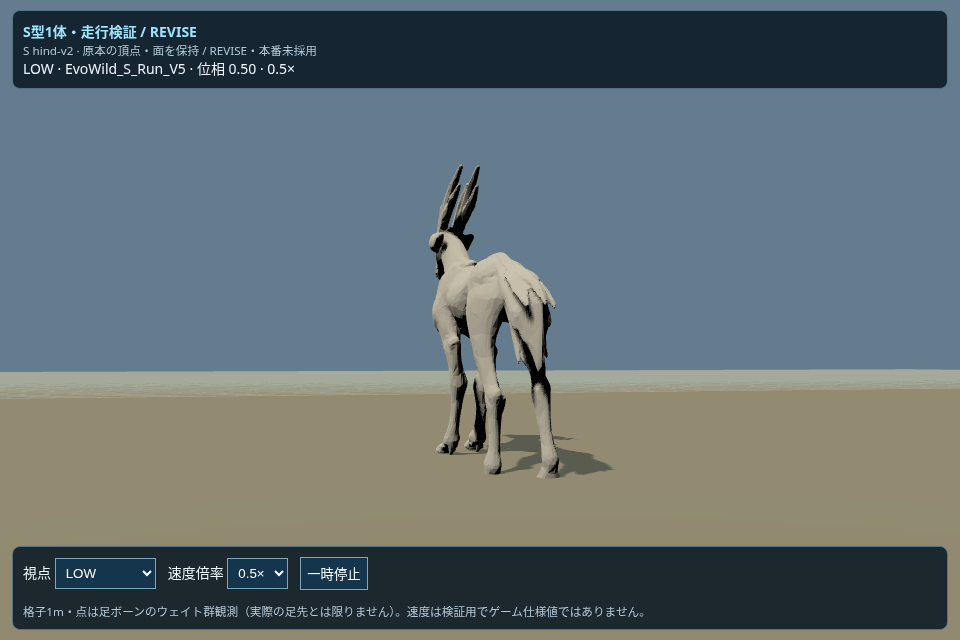 S型1体・走行検証 / REVISE
S hind-v2 · 原本の頂点・面を保持 / REVISE・本番未採用
LOW · EvoWild_S_Run_V5 · 位相 0.50 · 0.5×
視点 LOW 速度倍率 0.5× 一時停止
格子1m・点は足ボーンのウェイト群観測（実際の足先とは限りません）。速度は検証用でゲーム仕様値ではありません。